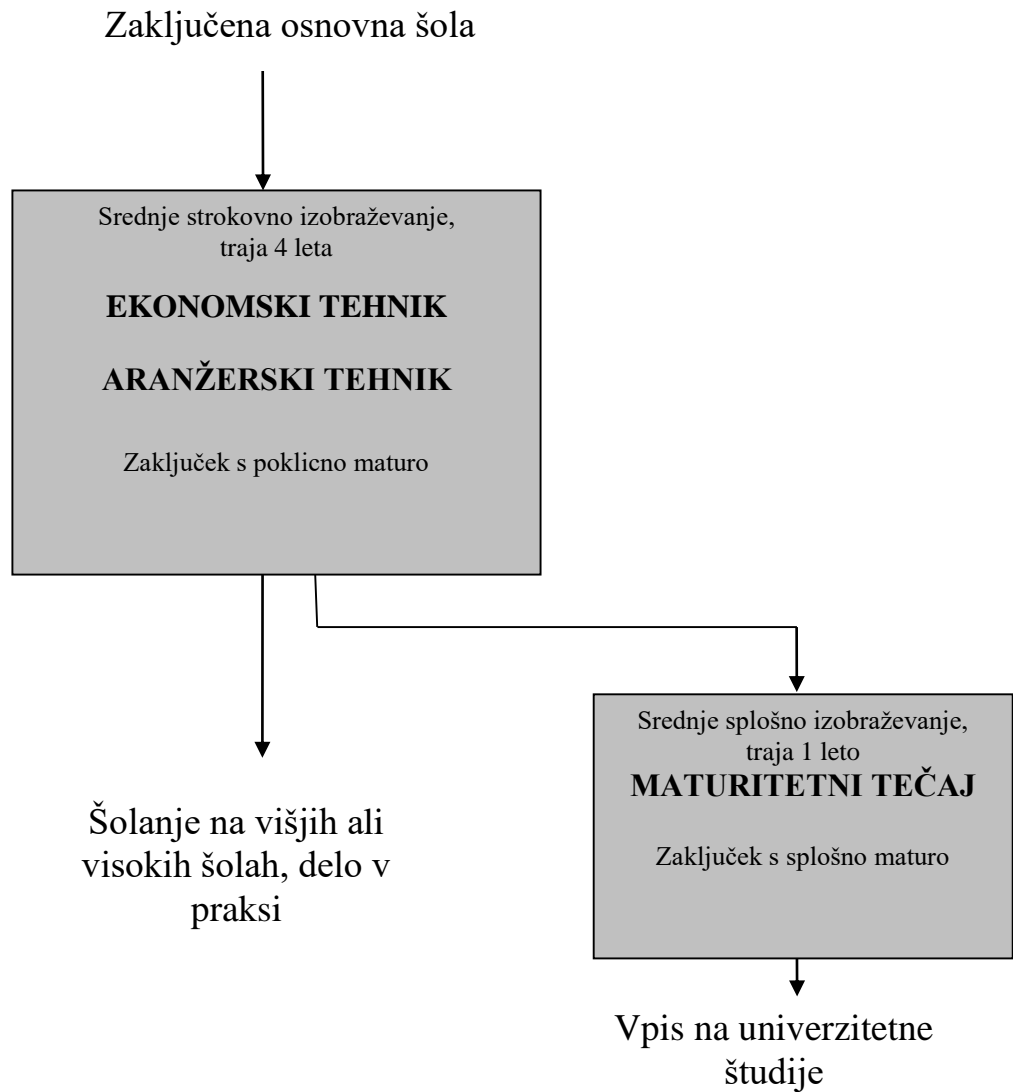 Zaključena osnovna šola
Srednje strokovno izobraževanje,
traja 4 leta
EKONOMSKI TEHNIK
ARANŽERSKI TEHNIK
Zaključek s poklicno maturo
Šolanje na višjih ali
visokih šolah, delo v
praksi
Srednje splošno izobraževanje,
traja 1 leto
MATURITETNI TEČAJ
Zaključek s splošno maturo
Vpis na univerzitetne
študije